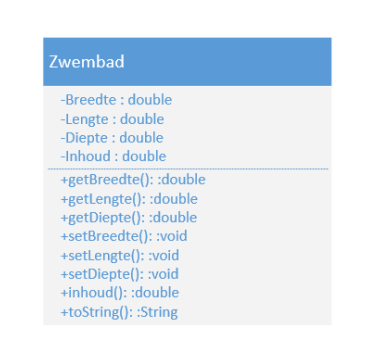 Zwembad
-Breedte : double
-Lengte : double
-Diepte : double
-Inhoud : double
+getBreedte(): :double
+getLengte(): :double
+getDiepte(): :double
+setBreedte(): :void
+setLengte(): :void
+setDiepte(): :void
+inhoud(): :double
+toString(): :String